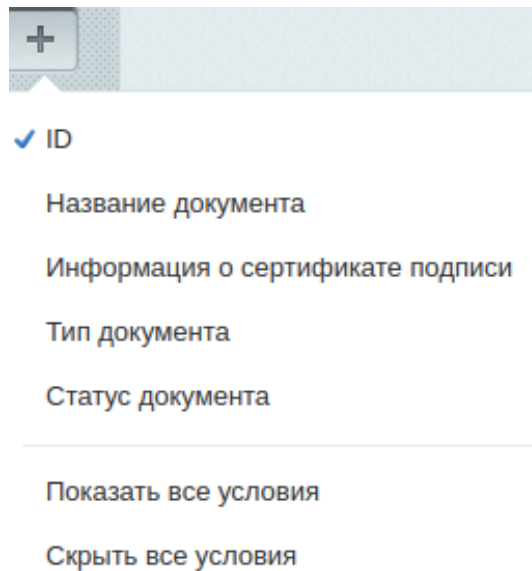 ID
Название документа
Информация о сертификате подписи
Тип документа
Статус документа
Показать все условия
Скрыть все условия